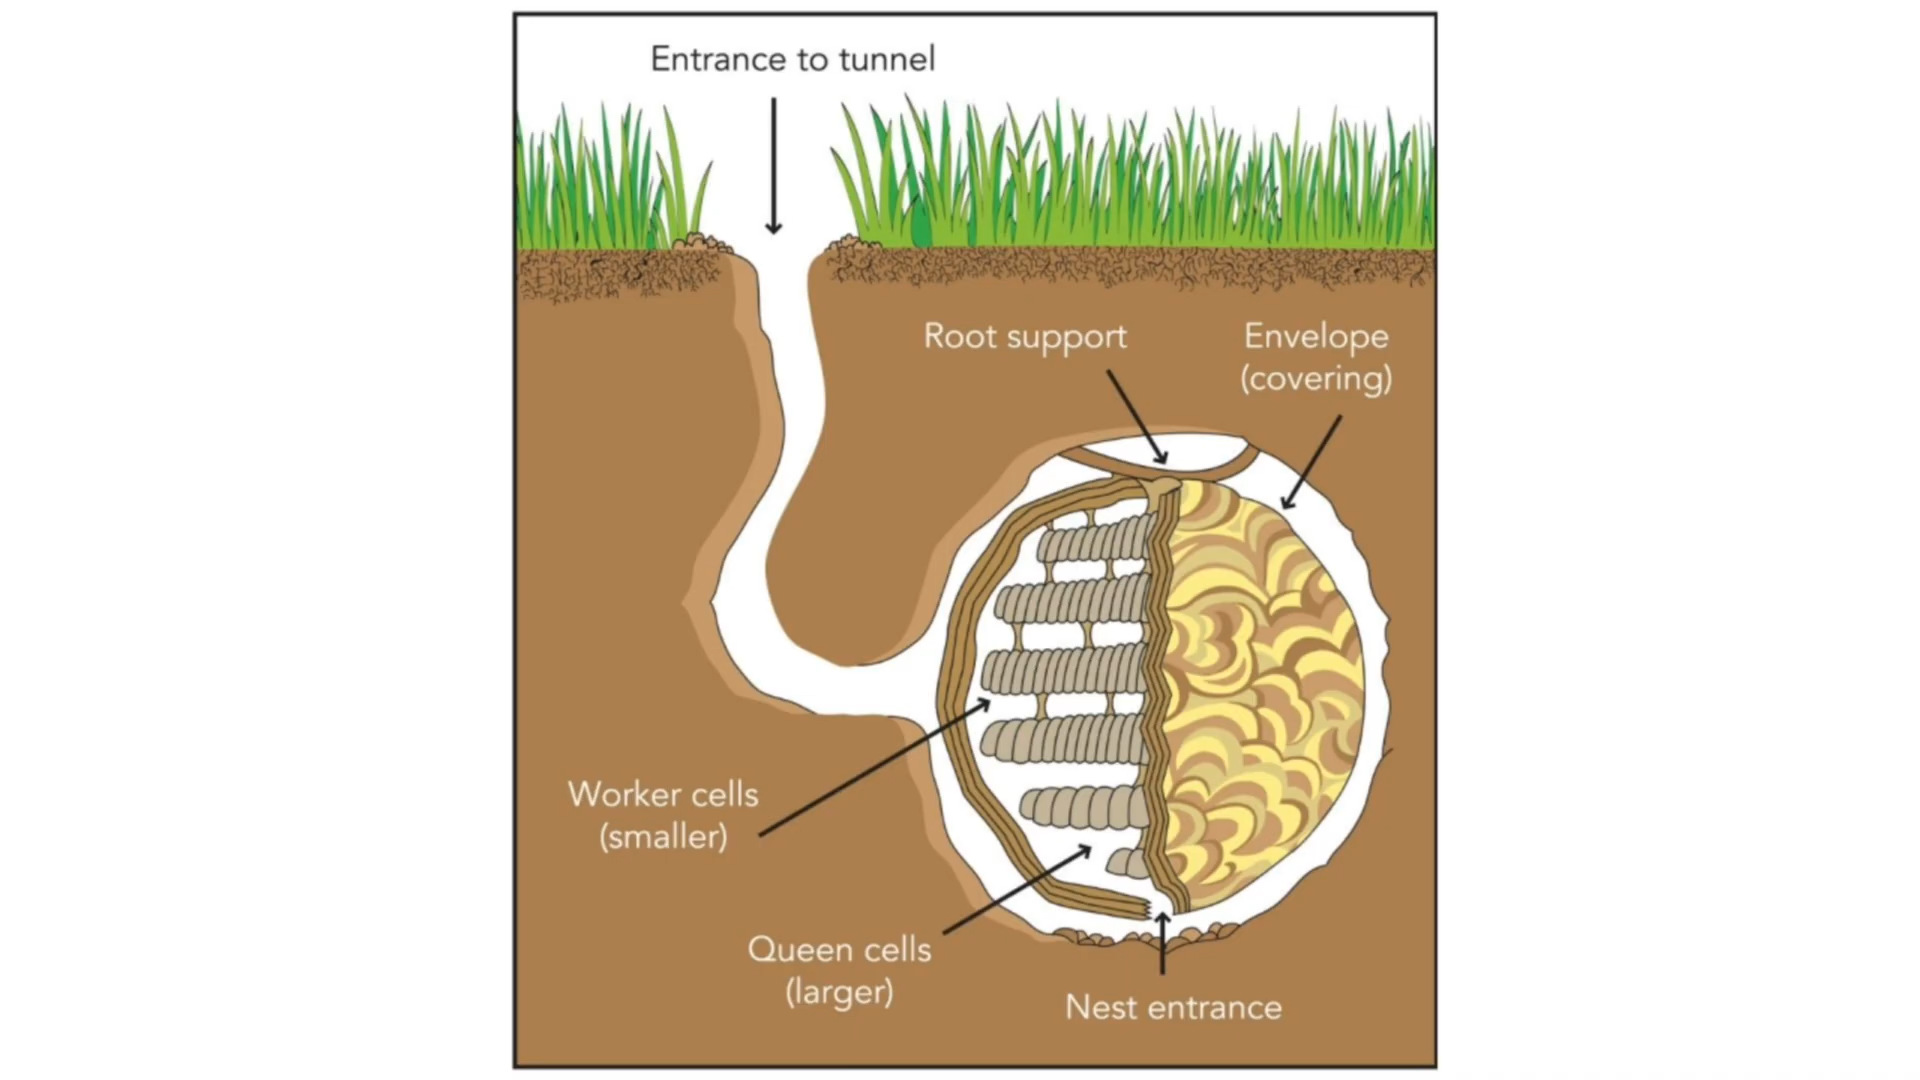 Entrance to tunnel
Root support
Envelope
(covering)
Worker cells
(smaller)
Queen cells
(larger)
Nest entrance